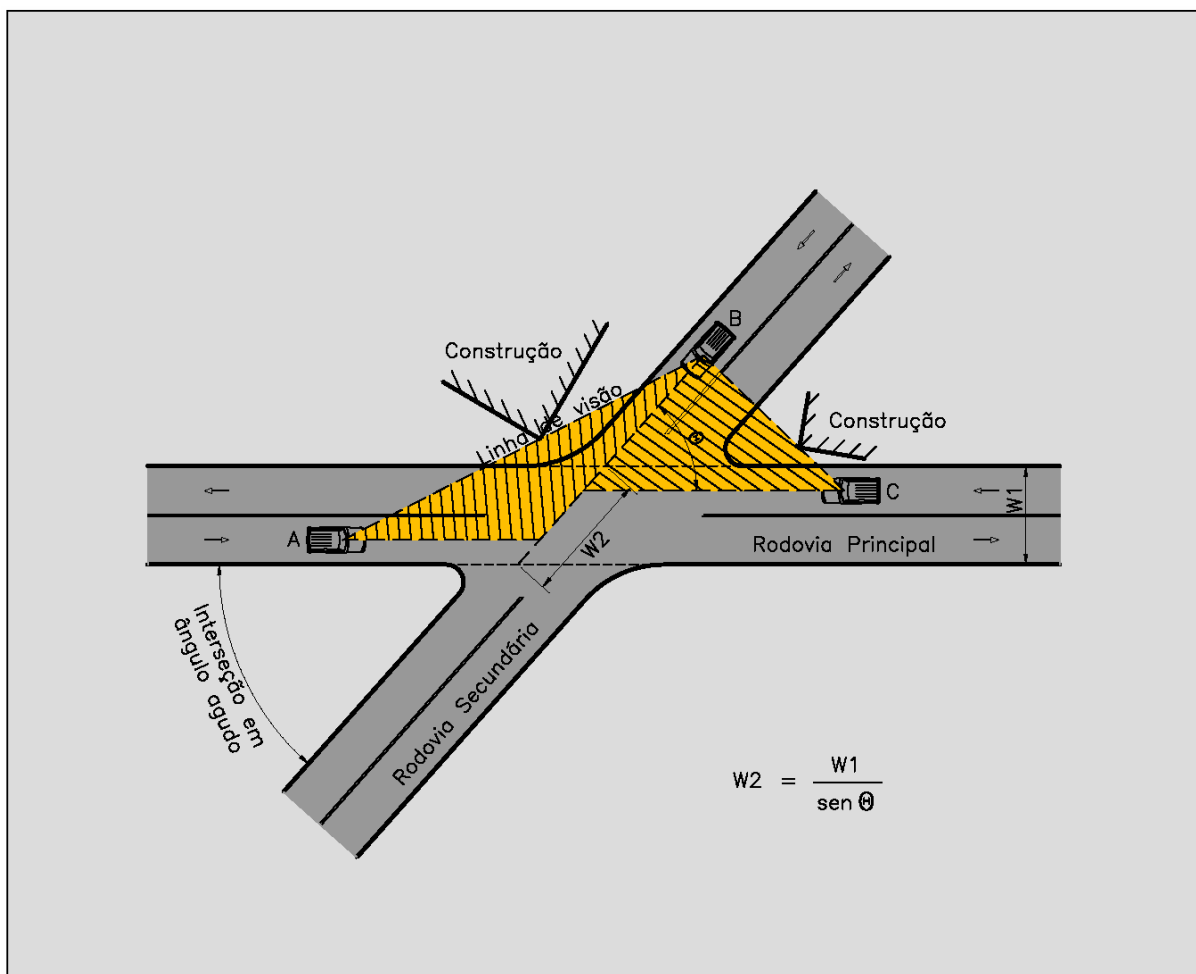 B
Construção
Linha de visão
Construção
Θ
C
W1
A
W2
Rodovia Principal
Interseção em
ângulo agudo
Rodovia Secundária
W2 = W1
sen Θ